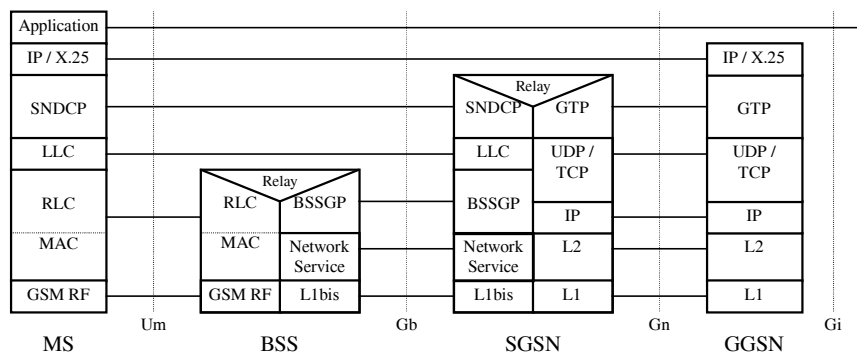 Application
IP / X.25
IP / X.25
Relay
SNDCP
SNDCP
GTP
GTP
LLC
LLC
UDP /
TCP
UDP /
TCP
Relay
RLC
RLC
BSSGP
BSSGP
IP
IP
MAC
MAC
Network
Service
Network
Service
L2
L2
GSM RF
GSM RF
L1bis
L1bis
L1
L1
Um
Gb
Gn
Gi
MS
BSS
SGSN
GGSN